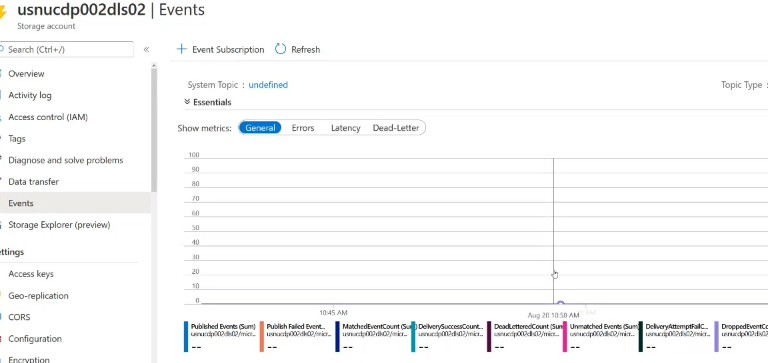 usnucdp002dls02 | Events
Storage account
Search (Ctrl+/)
«
Overview
Activity log
Access control (IAM)
Tags
Diagnose and solve problems
Data transfer
Events
Storage Explorer (preview)
ettings
Access keys
Geo-replication
CORS
Configuration
Encryption
+ Event Subscription
Refresh
System Topic : undefined
Topic Type :
Essentials
Show metrics: General Errors Latency Dead-Letter
100
90
80
70
60
50
40
30
20
10
0
10:45 AM
Aug 20 10:58 AM
Published Events (Sum)
usnucdp002dls02/micr...
--
Publish Failed Event...
usnucdp002dls02/micr...
--
MatchedEventCount (Sum)
usnucdp002dls02/micr...
--
DeliverySuccessCount...
usnucdp002dls02/micr...
--
DeadLetteredCount (Sum)
usnucdp002dls02/micr...
--
Unmatched Events (Sum)
usnucdp002dls02/micr...
--
DeliveryAttemptFailC...
usnucdp002dls02/micr...
--
DroppedEventCo
usnucdp002dls02/
--